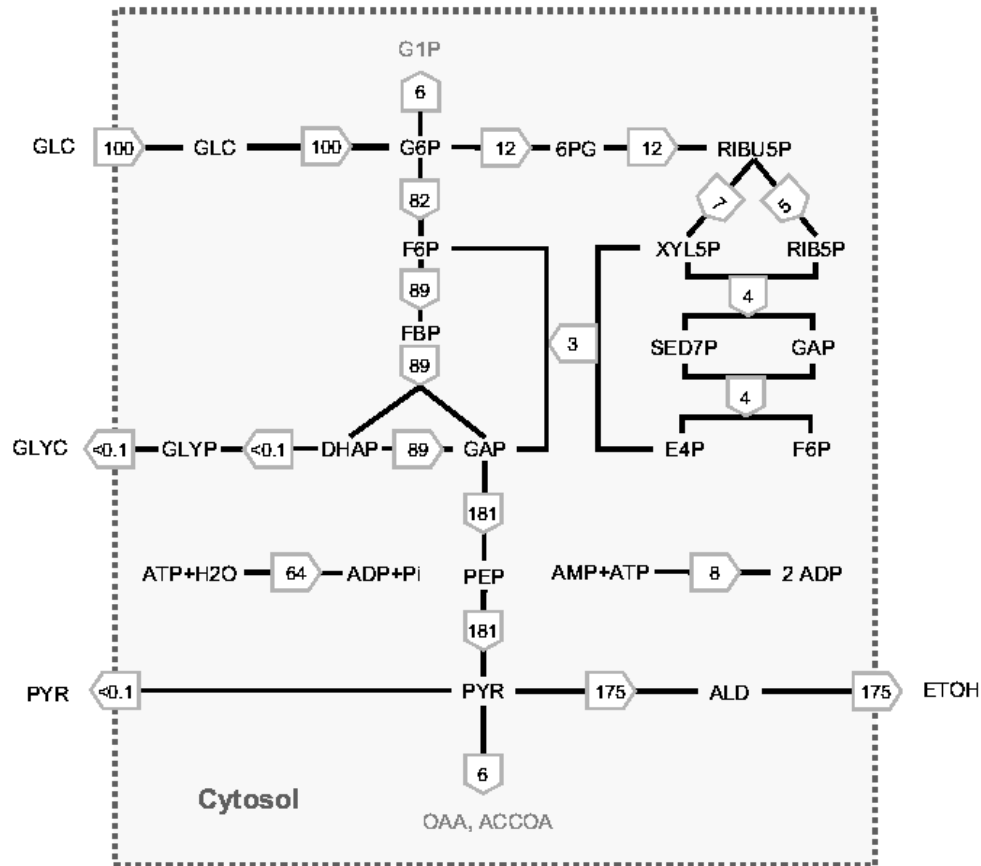 G1P
6
GLC 100 GLC 100 G6P 12 6PG 12 RIBU5P
82 7 5
F6P XYL5P RIB5P
89 4
FBP 3 SED7P GAP
89 4
GLYC <0.1 GLYP <0.1 DHAP 89 GAP E4P F6P
181
ATP+H2O 64 ADP+Pi PEP AMP+ATP 8 2 ADP
181
PYR <0.1 PYR 175 ALD 175 ETOH
6
Cytosol
OAA, ACCOA